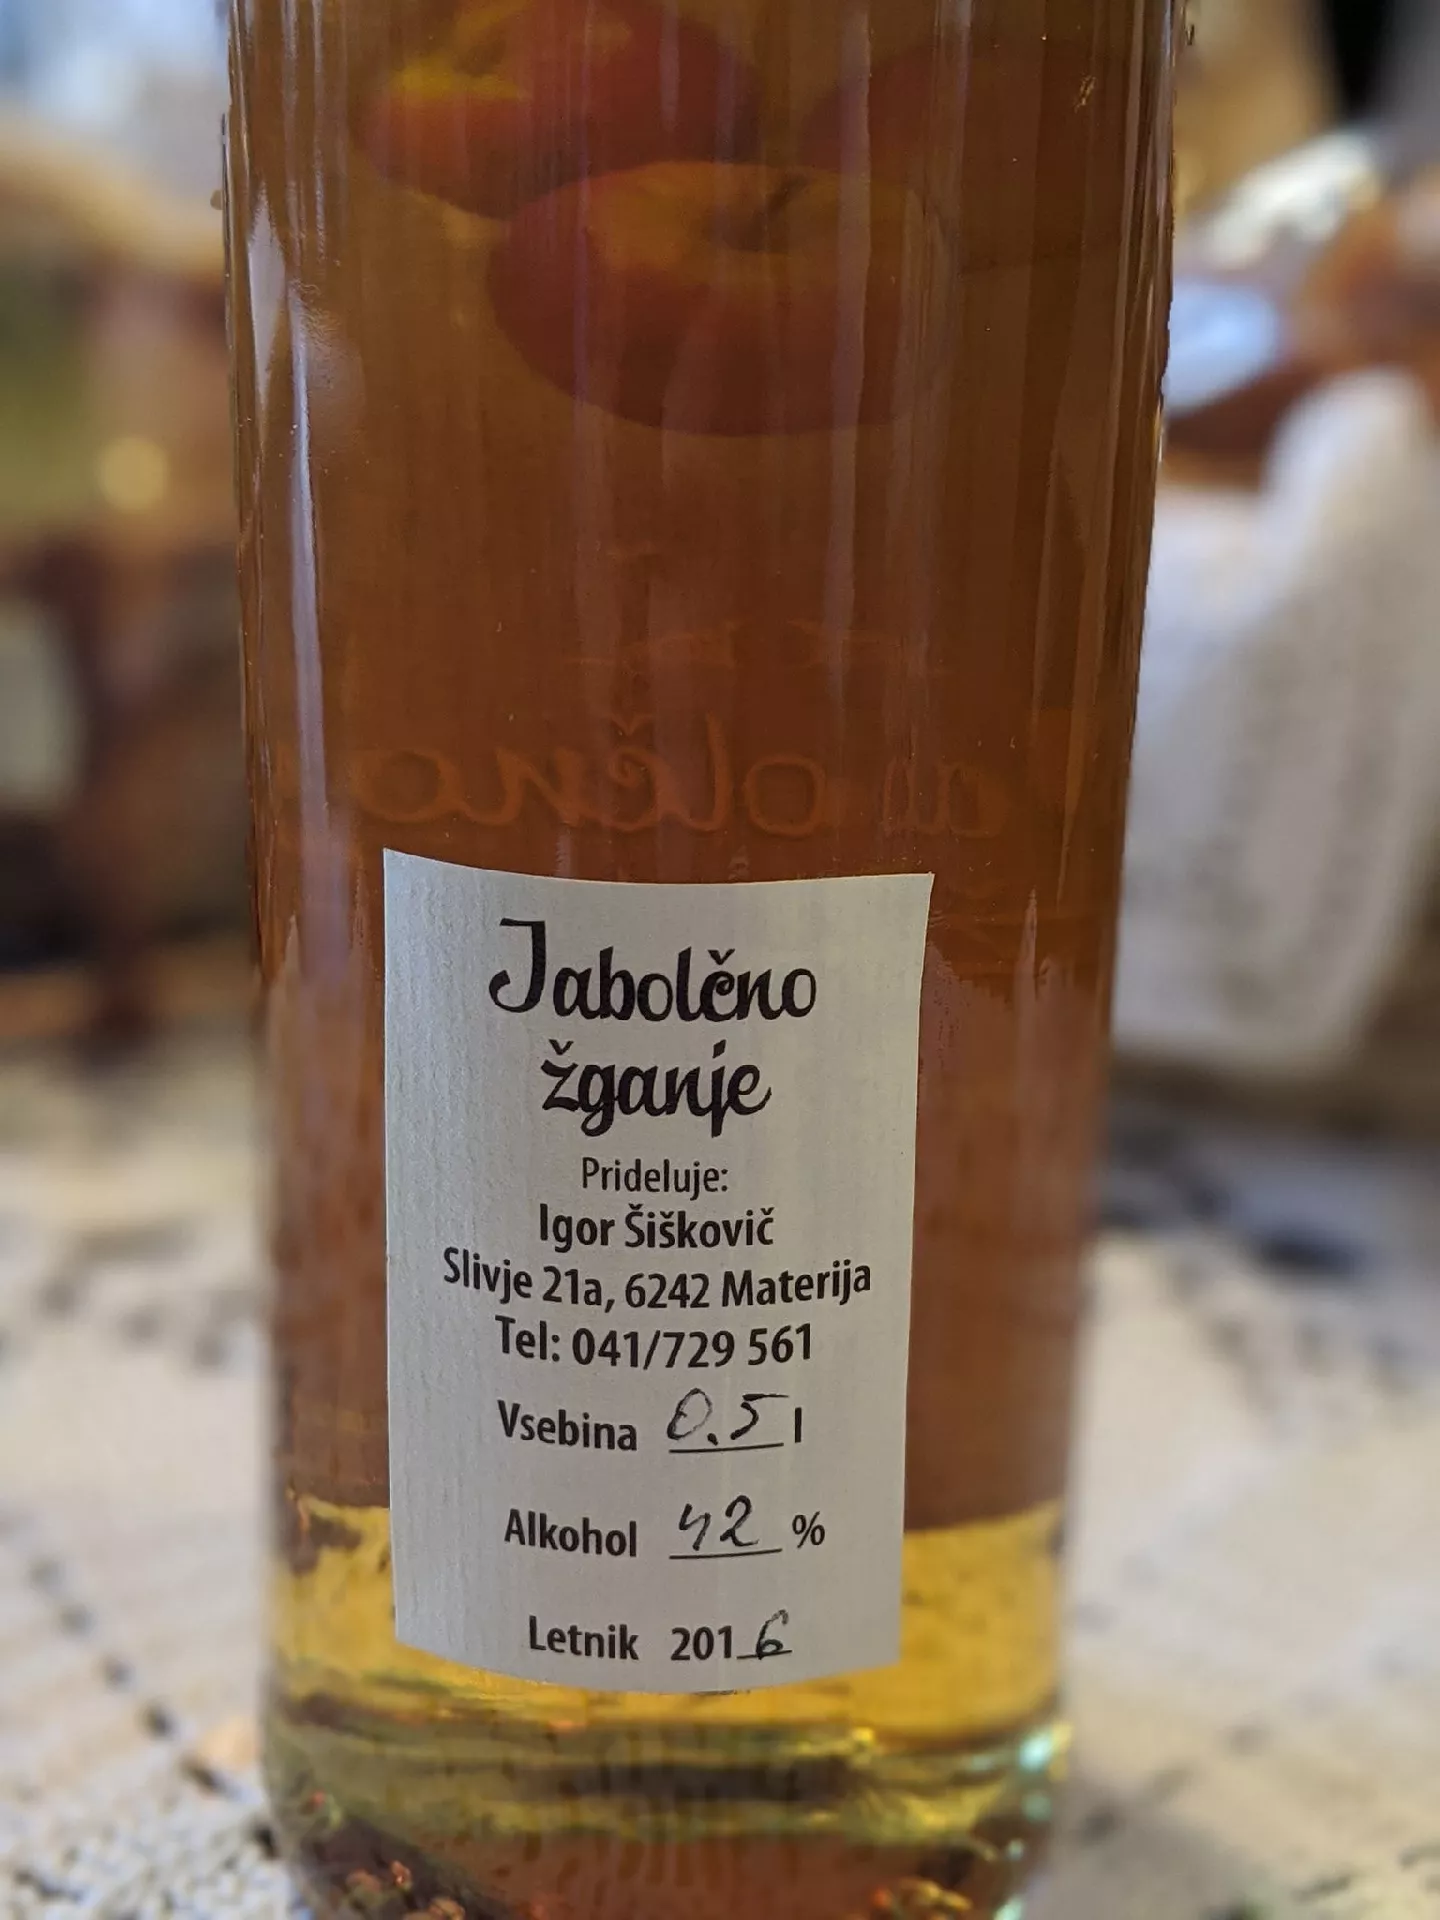 Jabolčno
žganje
Prideluje:
Igor Šiškovič
Slivje 21a, 6242 Materija
Tel: 041/729 561
Vsebina 0.5 l
Alkohol 42 %
Letnik 2016